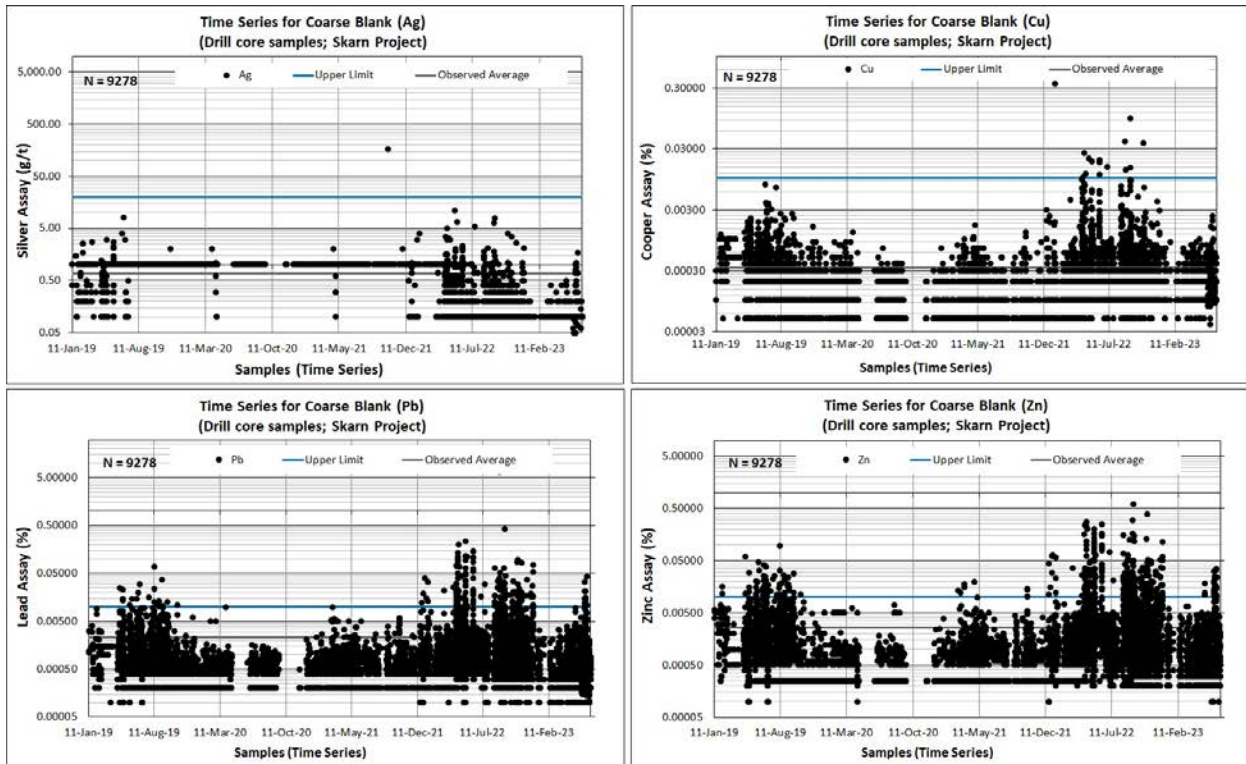 Time Series for Coarse Blank (Ag)
(Drill core samples; Skarn Project)
N = 9278
Ag
Upper Limit
Observed Average
Silver Assay (g/t)
5,000.00
500.00
50.00
5.00
0.50
0.05
11-Jan-19 11-Aug-19 11-Mar-20 11-Oct-20 11-May-21 11-Dec-21 11-Jul-22 11-Feb-23
Samples (Time Series)
Time Series for Coarse Blank (Cu)
(Drill core samples; Skarn Project)
N = 9278
Cu
Upper Limit
Observed Average
Cooper Assay (%)
0.30000
0.03000
0.00300
0.00030
0.00003
11-Jan-19 11-Aug-19 11-Mar-20 11-Oct-20 11-May-21 11-Dec-21 11-Jul-22 11-Feb-23
Samples (Time Series)
Time Series for Coarse Blank (Pb)
(Drill core samples; Skarn Project)
N = 9278
Pb
Upper Limit
Observed Average
Lead Assay (%)
5.00000
0.50000
0.05000
0.00500
0.00050
0.00005
11-Jan-19 11-Aug-19 11-Mar-20 11-Oct-20 11-May-21 11-Dec-21 11-Jul-22 11-Feb-23
Samples (Time Series)
Time Series for Coarse Blank (Zn)
(Drill core samples; Skarn Project)
N = 9278
Zn
Upper Limit
Observed Average
Zinc Assay (%)
5.00000
0.50000
0.05000
0.00500
0.00050
0.00005
11-Jan-19 11-Aug-19 11-Mar-20 11-Oct-20 11-May-21 11-Dec-21 11-Jul-22 11-Feb-23
Samples (Time Series)